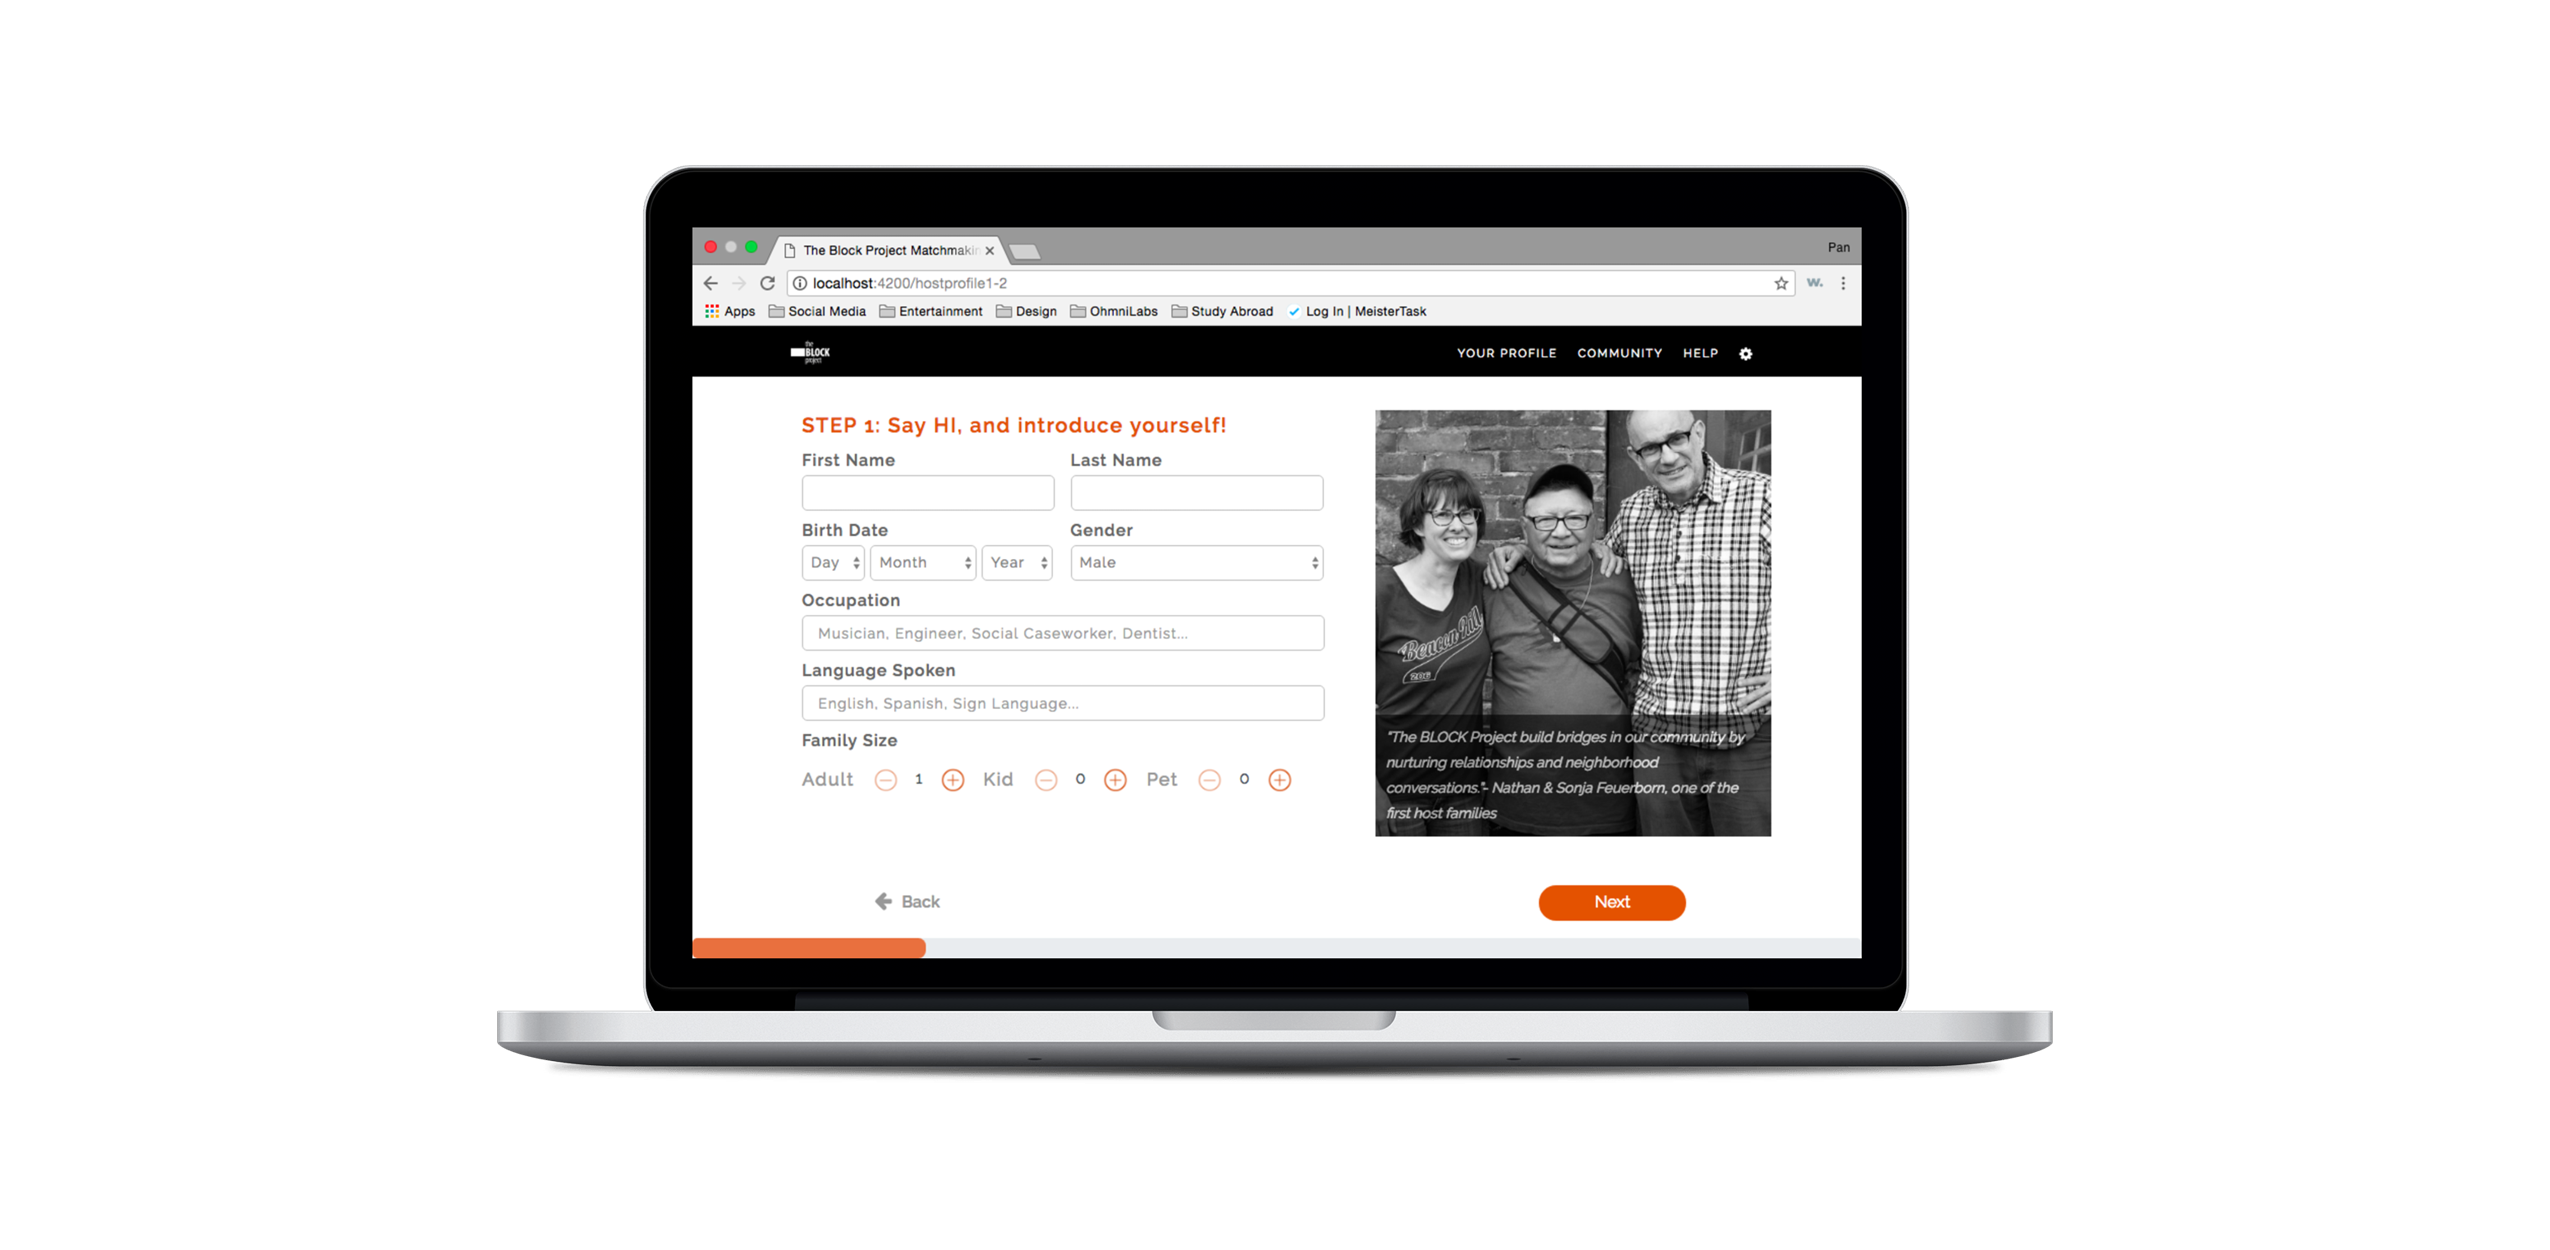 The Block Project Matchmakin
Pan
localhost:4200/hostprofile1-2
W.
Apps Social Media Entertainment Design OhmniLabs Study Abroad Log In | MeisterTask
the
BLOCK
project
YOUR PROFILE COMMUNITY HELP
STEP 1: Say HI, and introduce yourself!
First Name Last Name
Birth Date Gender
Day Month Year Male
Occupation
Musician, Engineer, Social Caseworker, Dentist...
Language Spoken
English, Spanish, Sign Language...
Family Size
Adult 1 Kid 0 Pet 0
Beacon Hill
206
"The BLOCK Project build bridges in our community by
nurturing relationships and neighborhood
conversations."- Nathan & Sonja Feuerborn, one of the
first host families
Back
Next